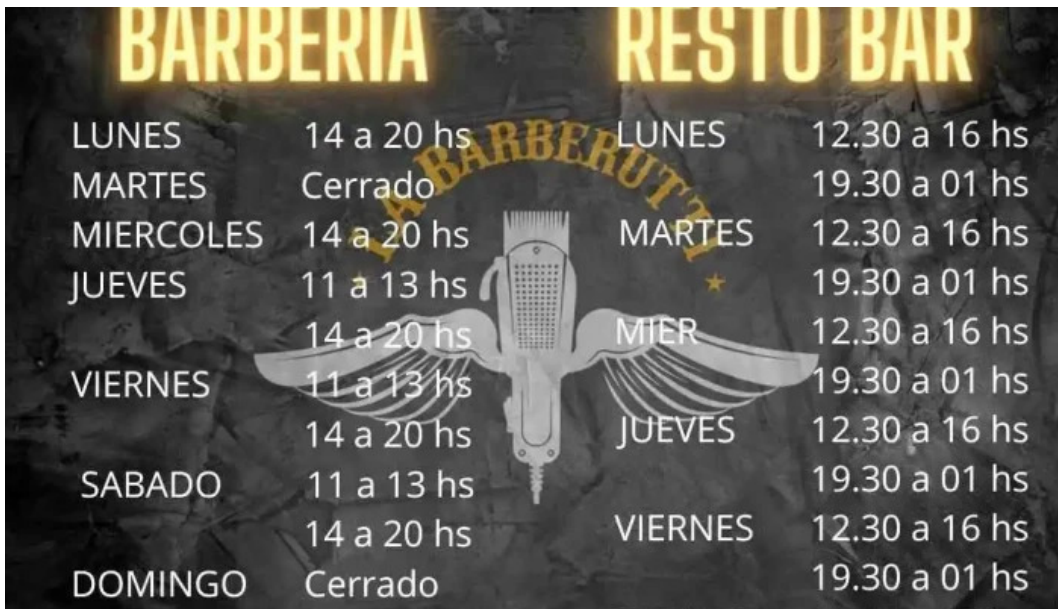 BARBERIA
LUNES 14 a 20 hs
MARTES Cerrado
MIERCOLES 14 a 20 hs
JUEVES 11 a 13 hs
14 a 20 hs
VIERNES 11 a 13 hs
14 a 20 hs
SABADO 11 a 13 hs
14 a 20 hs
DOMINGO Cerrado
LA BARBERUTTI
RESTO BAR
LUNES 12.30 a 16 hs
19.30 a 01 hs
MARTES 12.30 a 16 hs
19.30 a 01 hs
MIER 12.30 a 16 hs
19.30 a 01 hs
JUEVES 12.30 a 16 hs
19.30 a 01 hs
VIERNES 12.30 a 16 hs
19.30 a 01 hs